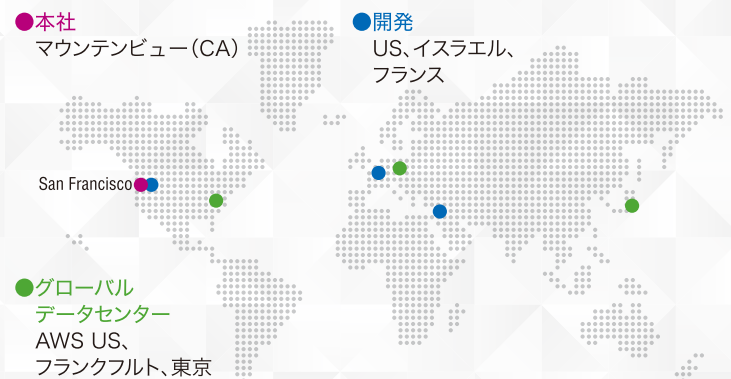 ●本社
マウンテンビュー（CA）
●開発
US、イスラエル、
フランス
San Francisco
●グローバル
データセンター
AWS US、
フランクフルト、東京